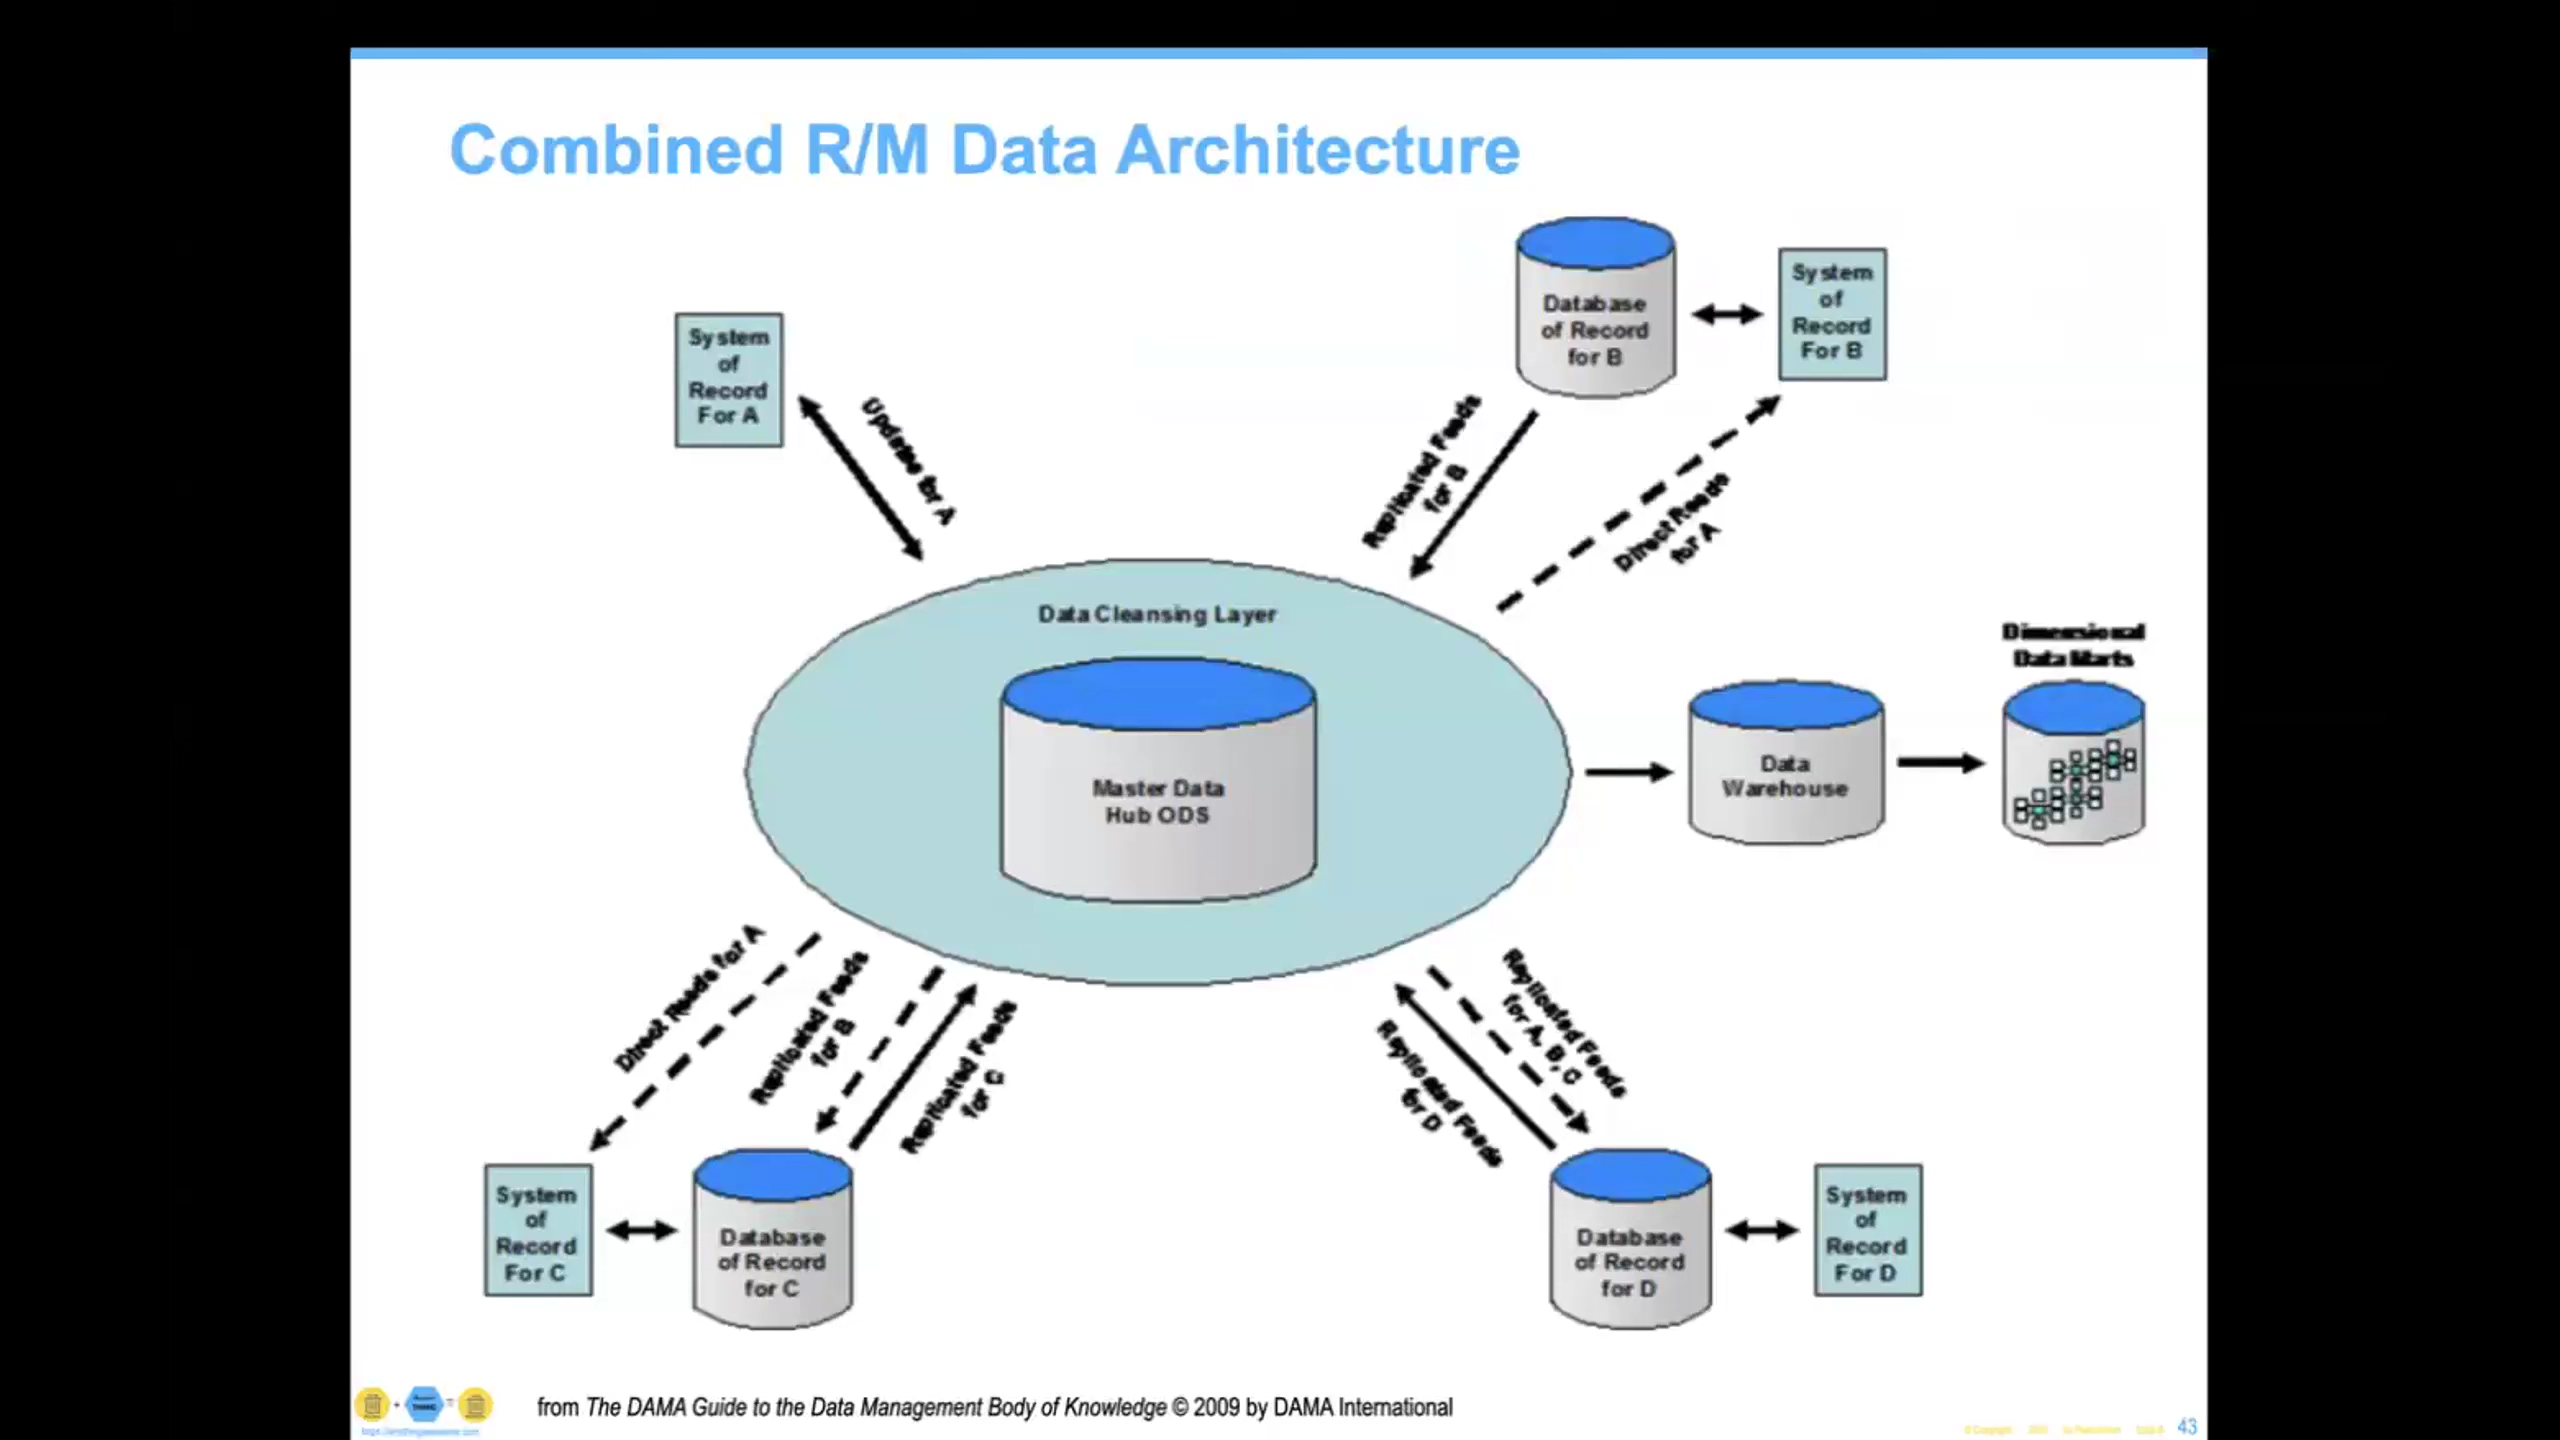 Combined R/M Data Architecture
Database
of Record
for B
System
of
Record
For B
System
of
Record
For A
Updates for A
Replicated Feeds
for B
Direct Reads
for A
Data Cleansing Layer
Master Data
Hub ODS
Data
Warehouse
Dimensional
Data Marts
Direct Reads for A
Replicated Feeds
for B
Replicated Feeds
for C
Replicated Feeds
for D
Replicated Feeds
for A, B, C
System
of
Record
For C
Database
of Record
for C
Database
of Record
for D
System
of
Record
For D
from The DAMA Guide to the Data Management Body of Knowledge © 2009 by DAMA International
43